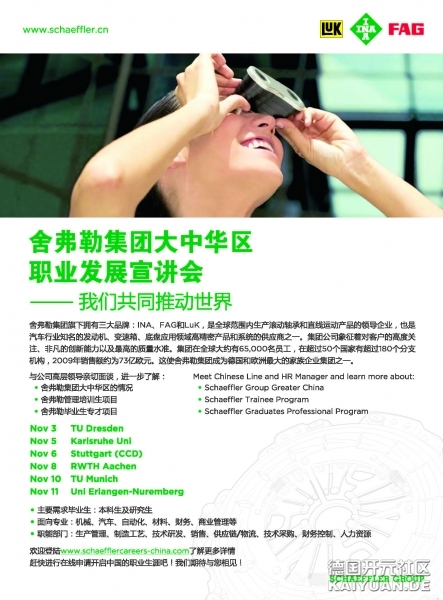 www.schaeffler.cn
LUK INA FAG
舍弗勒集团大中华区
职业发展宣讲会
—— 我们共同推动世界
舍弗勒集团旗下拥有三大品牌：INA、FAG和LuK，是全球范围内生产滚动轴承和直线运动产品的领导企业，也是
汽车行业知名的发动机、变速箱、底盘应用领域高精密产品和系统的供应商之一。集团公司象征着对客户的高度关
注、非凡的创新能力以及最高的质量水准。集团在全球大约有65,000名员工，在超过50个国家有超过180个分支
机构，2009年销售额约为73亿欧元。这使舍弗勒集团成为德国和欧洲最大的家族企业集团之一。
与公司高层领导亲切面谈，进一步了解： Meet Chinese Line and HR Manager and learn more about:
• 舍弗勒集团大中华区的情况 • Schaeffler Group Greater China
• 舍弗勒管理培训生项目 • Schaeffler Trainee Program
• 舍弗勒毕业生专才项目 • Schaeffler Graduates Professional Program
Nov 3 TU Dresden
Nov 5 Karlsruhe Uni
Nov 6 Stuttgart (CCD)
Nov 8 RWTH Aachen
Nov 10 TU Munich
Nov 11 Uni Erlangen-Nuremberg
• 主要需求毕业生：本科生及研究生
• 面向专业：机械、汽车、自动化、材料、财务、商业管理等
• 职能部门：生产管理、制造工艺、技术研发、销售、供应链/物流、技术采购、财务控制、人力资源
欢迎登陆www.schaefflercareers-china.com了解更多详情
赶快进行在线申请开启中国的职业生涯吧！我们期待与您相见！
德国开元社区
KAIYUAN.DE
SCHAEFFLER GROUP